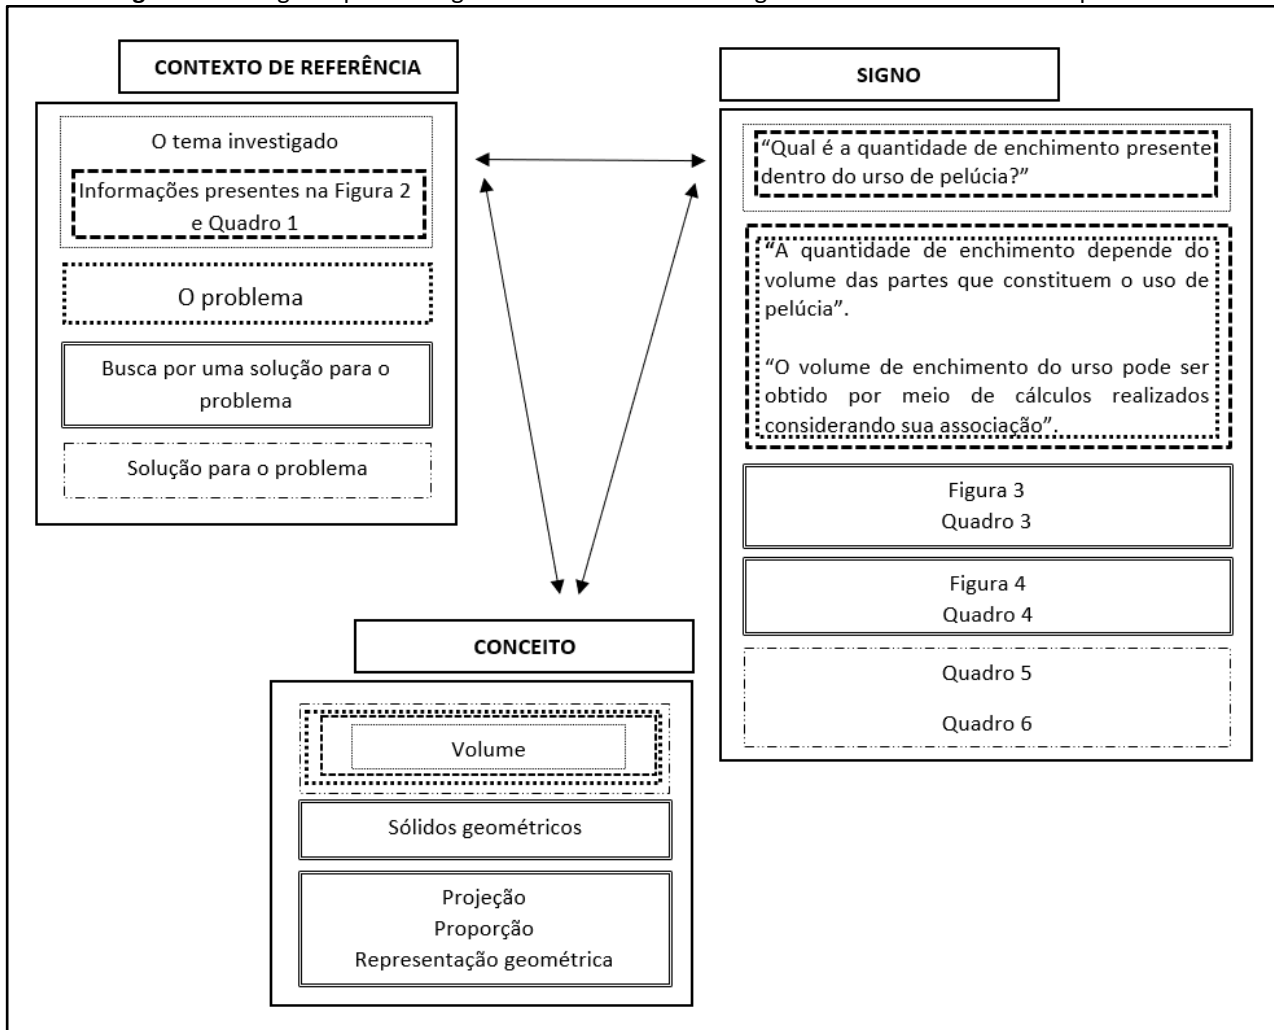 CONTEXTO DE REFERÊNCIA
O tema investigado
Informações presentes na Figura 2
e Quadro 1
O problema
Busca por uma solução para o
problema
Solução para o problema
SIGNO
“Qual é a quantidade de enchimento presente
dentro do urso de pelúcia?”
“A quantidade de enchimento depende do
volume das partes que constituem o uso de
pelúcia”.
“O volume de enchimento do urso pode ser
obtido por meio de cálculos realizados
considerando sua associação”.
Figura 3
Quadro 3
Figura 4
Quadro 4
Quadro 5
Quadro 6
CONCEITO
Volume
Sólidos geométricos
Projeção
Proporção
Representação geométrica